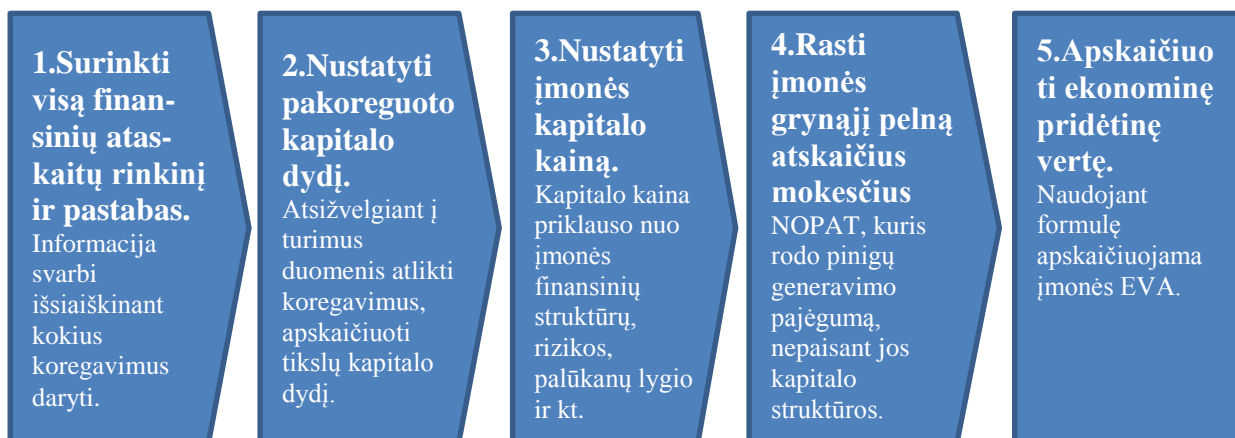 1.Surinkti
visą finan-
sinių atas-
kaitų rinkinį
ir pastabas.
Informacija
svarbi
išsiaiškinant
kokius
koregavimus
daryti.
2.Nustatyti
pakoreguoto
kapitalo
dydį.
Atsižvelgiant į
turimus
duomenis atlikti
koregavimus,
apskaičiuoti
tikslų kapitalo
dydį.
3.Nustatyti
įmonės
kapitalo
kainą.
Kapitalo kaina
priklauso nuo
įmonės
finansinių
struktūrų,
rizikos,
palūkanų lygio
ir kt.
4.Rasti
įmonės
grynąjį pelną
atskaičius
mokesčius
NOPAT, kuris
rodo pinigų
generavimo
pajėgumą,
nepaisant jos
kapitalo
struktūros.
5.Apskaičiuo
ti ekonominę
pridėtinę
vertę.
Naudojant
formulę
apskaičiuojama
įmonės EVA.